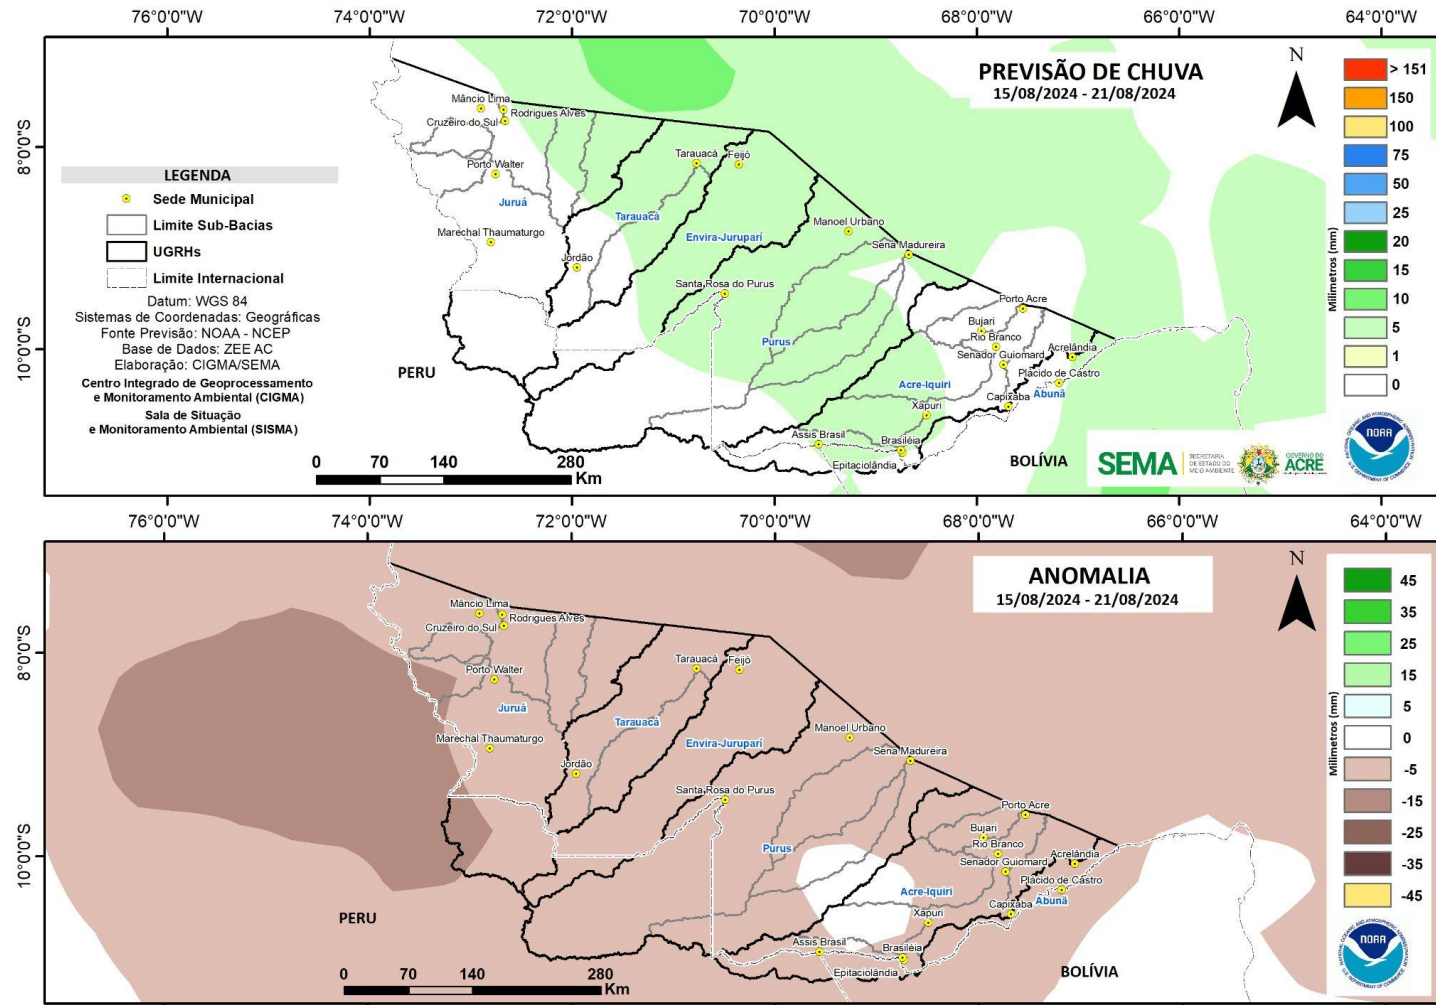 76°0'0"W 74°0'0"W 72°0'0"W 70°0'0"W 68°0'0"W 66°0'0"W 64°0'0"W
PREVISÃO DE CHUVA
15/08/2024 - 21/08/2024
N
8°0'0"S
10°0'0"S
LEGENDA
Sede Municipal
Limite Sub-Bacias
UGRHs
Limite Internacional
Datum: WGS 84
Sistemas de Coordenadas: Geográficas
Fonte Previsão: NOAA - NCEP
Base de Dados: ZEE AC
Elaboração: CIGMA/SEMA
Centro Integrado de Geoprocessamento
e Monitoramento Ambiental (CIGMA)
Sala de Situação
e Monitoramento Ambiental (SISMA)
Mâncio Lima
Rodrigues Alves
Cruzeiro do Sul
Porto Walter
Juruá
Marechal Thaumaturgo
Jordão
Tarauacá
Feijó
Tarauacá
Envira-Juruparí
Manoel Urbano
Sena Madureira
Santa Rosa do Purus
Purus
Porto Acre
Bujari
Rio Branco
Senador Guiomard
Acrelândia
Plácido de Castro
Abunã
Acre-Iquiri
Capixaba
Xapuri
Assis Brasil
Brasiléia
Epitaciolândia
PERU
BOLÍVIA
0 70 140 280
Km
Milimetros (mm)
> 151
150
100
75
50
25
20
15
10
5
1
0
SEMA
SECRETARIA
DE ESTADO DO
MEIO AMBIENTE
GOVERNO DO
ACRE
NOAA
76°0'0"W 74°0'0"W 72°0'0"W 70°0'0"W 68°0'0"W 66°0'0"W 64°0'0"W
ANOMALIA
15/08/2024 - 21/08/2024
N
8°0'0"S
10°0'0"S
Mâncio Lima
Rodrigues Alves
Cruzeiro do Sul
Porto Walter
Juruá
Marechal Thaumaturgo
Jordão
Tarauacá
Feijó
Tarauacá
Envira-Juruparí
Manoel Urbano
Sena Madureira
Santa Rosa do Purus
Purus
Porto Acre
Bujari
Rio Branco
Senador Guiomard
Acrelândia
Plácido de Castro
Abunã
Acre-Iquiri
Capixaba
Xapuri
Assis Brasil
Brasiléia
Epitaciolândia
PERU
BOLÍVIA
0 70 140 280
Km
Milimetros (mm)
45
35
25
15
5
0
-5
-15
-25
-35
-45
NOAA